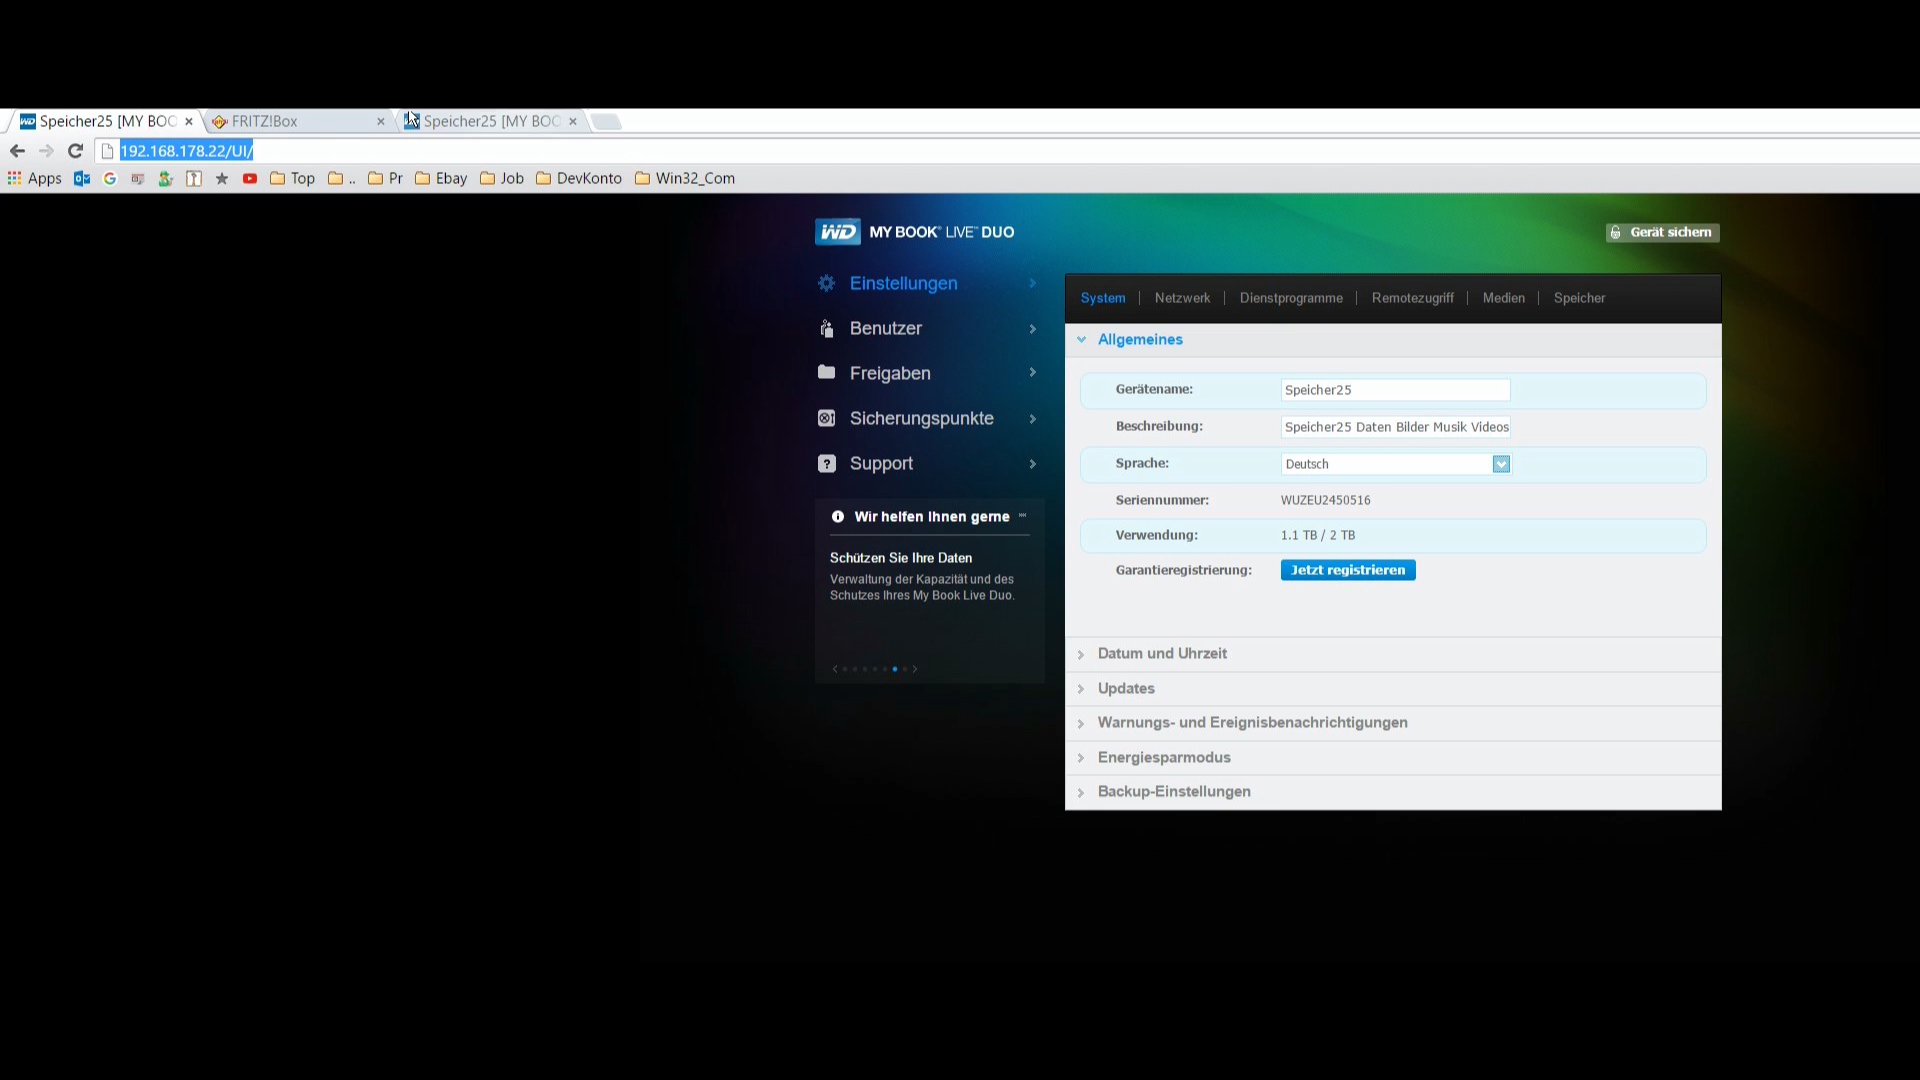 Speicher25 [MY BOO
FRITZ!Box
Speicher25 [MY BOO
192.168.178.22/UI/
Apps
Top
..
Pr
Ebay
Job
DevKonto
Win32_Com
WD MY BOOK® LIVE™ DUO
Gerät sichern
Einstellungen
Benutzer
Freigaben
Sicherungspunkte
Support
Wir helfen Ihnen gerne
Schützen Sie Ihre Daten
Verwaltung der Kapazität und des
Schutzes Ihres My Book Live Duo.
System | Netzwerk | Dienstprogramme | Remotezugriff | Medien | Speicher
Allgemeines
Gerätename: Speicher25
Beschreibung: Speicher25 Daten Bilder Musik Videos
Sprache: Deutsch
Seriennummer: WUZEU2450516
Verwendung: 1.1 TB / 2 TB
Garantieregistrierung: Jetzt registrieren
Datum und Uhrzeit
Updates
Warnungs- und Ereignisbenachrichtigungen
Energiesparmodus
Backup-Einstellungen